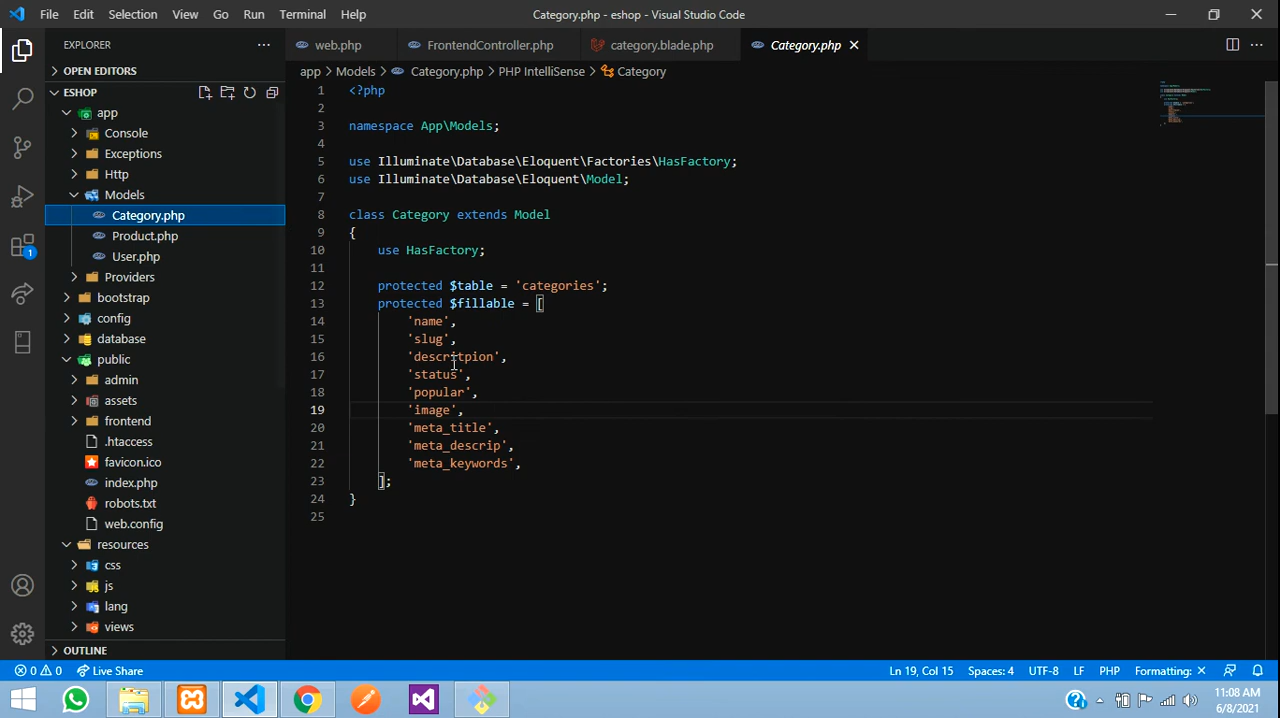 File Edit Selection View Go Run Terminal Help
Category.php - eshop - Visual Studio Code
EXPLORER
web.php
FrontendController.php
category.blade.php
Category.php
OPEN EDITORS
app > Models > Category.php > PHP IntelliSense > Category
ESHOP
app
Console
Exceptions
Http
Models
Category.php
Product.php
User.php
Providers
bootstrap
config
database
public
admin
assets
frontend
.htaccess
favicon.ico
index.php
robots.txt
web.config
resources
css
js
lang
views
OUTLINE
1 <?php
2
3 namespace App\Models;
4
5 use Illuminate\Database\Eloquent\Factories\HasFactory;
6 use Illuminate\Database\Eloquent\Model;
7
8 class Category extends Model
9 {
10 use HasFactory;
11
12 protected $table = 'categories';
13 protected $fillable = [
14 'name',
15 'slug',
16 'descritpion',
17 'status',
18 'popular',
19 'image',
20 'meta_title',
21 'meta_descrip',
22 'meta_keywords',
23 ];
24 }
25
1
0 0 Live Share
Ln 19, Col 15 Spaces: 4 UTF-8 LF PHP Formatting: ×
11:08 AM
6/8/2021